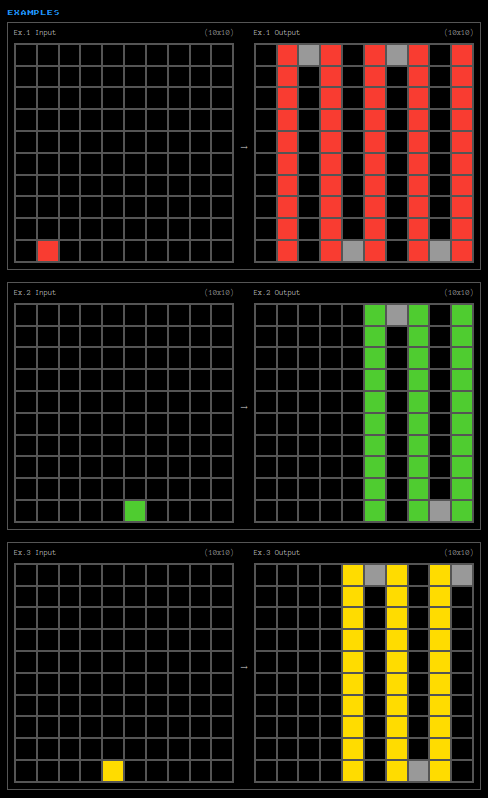 EXAMPLES
Ex.1 Input (10x10) Ex.1 Output (10x10)
→
Ex.2 Input (10x10) Ex.2 Output (10x10)
→
Ex.3 Input (10x10) Ex.3 Output (10x10)
→